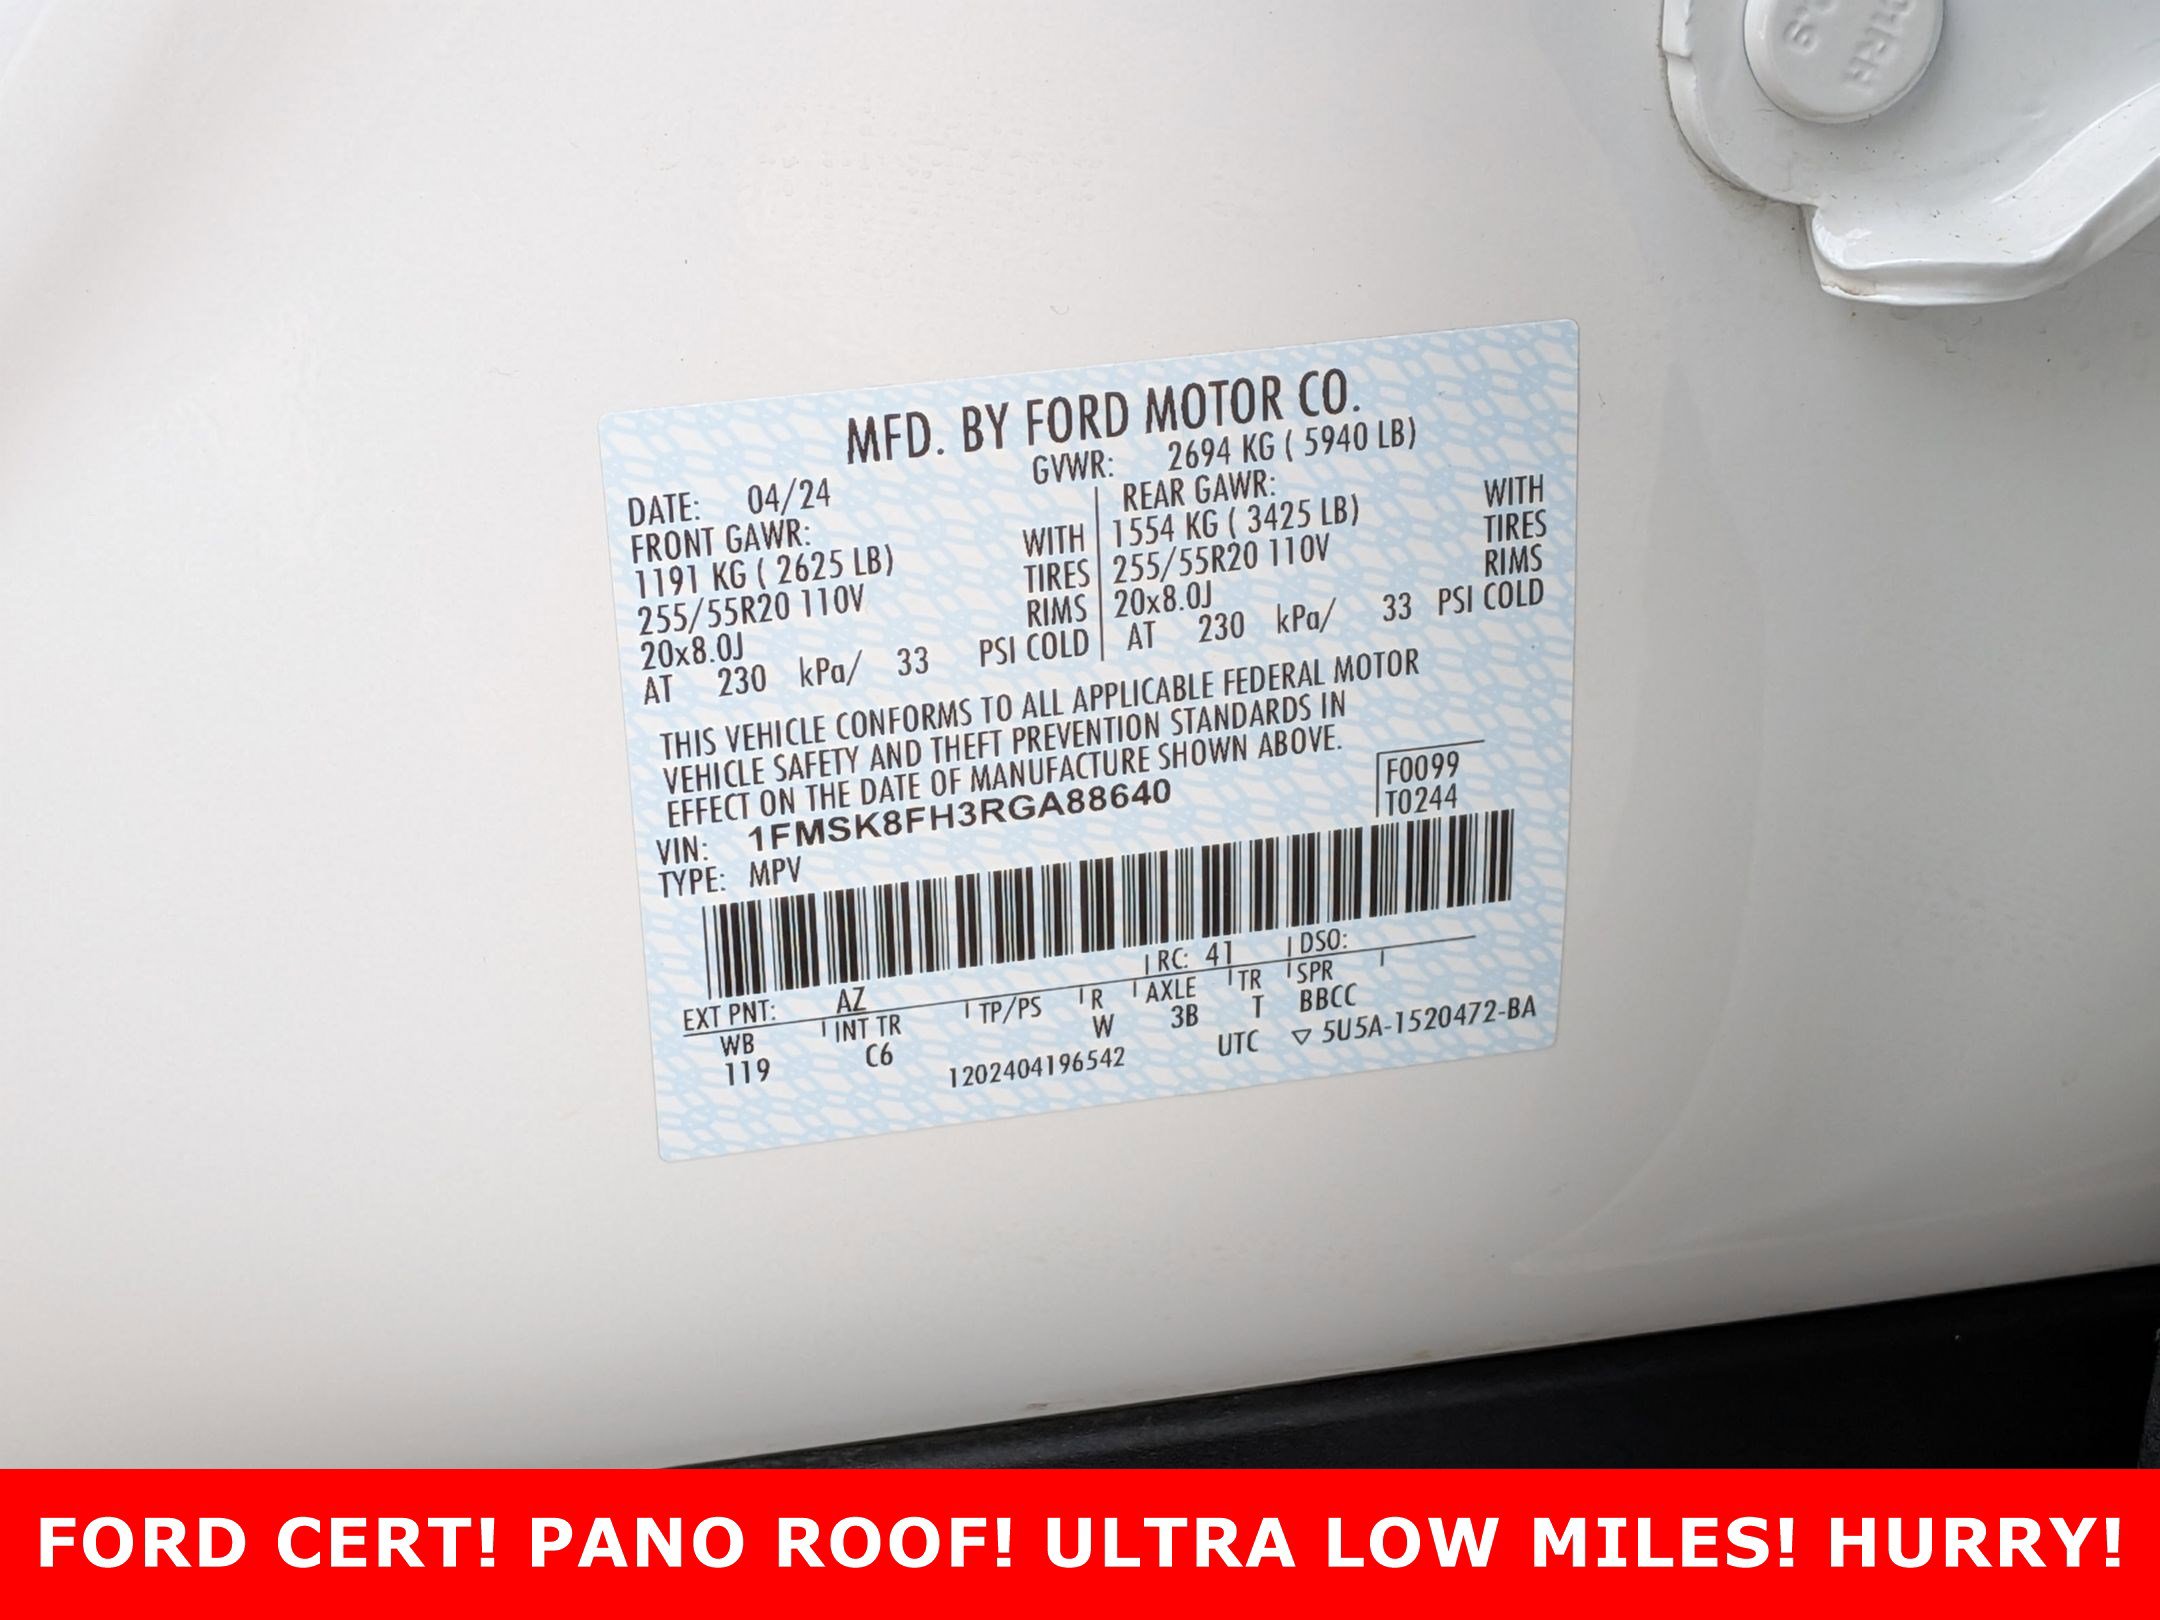 MFD. BY FORD MOTOR CO.
DATE: 04/24 GVWR: 2694 KG ( 5940 LB)
FRONT GAWR: REAR GAWR:
1191 KG ( 2625 LB) WITH 1554 KG ( 3425 LB) WITH
255/55R20 110V TIRES 255/55R20 110V TIRES
20x8.0J RIMS 20x8.0J RIMS
AT 230 kPa/ 33 PSI COLD AT 230 kPa/ 33 PSI COLD
THIS VEHICLE CONFORMS TO ALL APPLICABLE FEDERAL MOTOR
VEHICLE SAFETY AND THEFT PREVENTION STANDARDS IN
EFFECT ON THE DATE OF MANUFACTURE SHOWN ABOVE.
VIN: 1FMSK8FH3RGA88640 F0099
TYPE: MPV T0244
EXT PNT: AZ RC: 41 DSO:
WB INT TR TP/PS R AXLE TR SPR
119 C6 W 3B T BBCC
1202404196542 UTC ▽ 5U5A-1520472-BA
FORD CERT! PANO ROOF! ULTRA LOW MILES! HURRY!